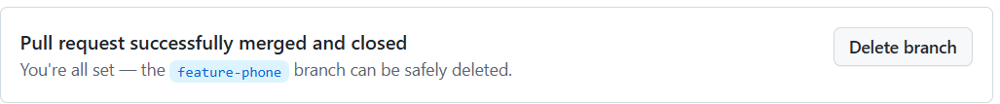 Pull request successfully merged and closed
You're all set — the feature-phone branch can be safely deleted.
Delete branch